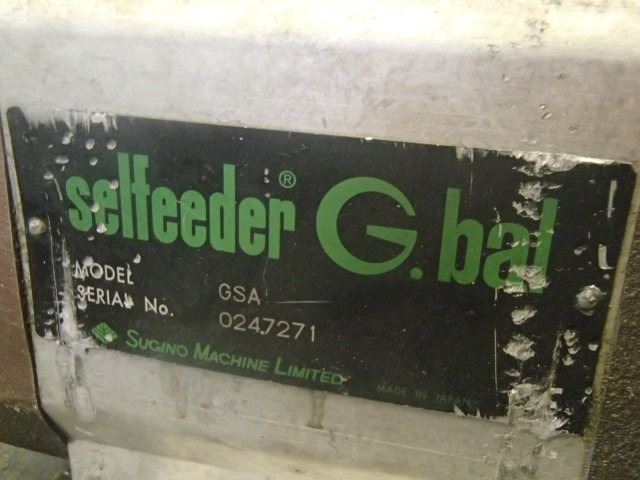 selfeeder® G.bal
MODEL GSA
SERIAL No. 0247271
SUGINO MACHINE LIMITED
MADE IN JAPAN